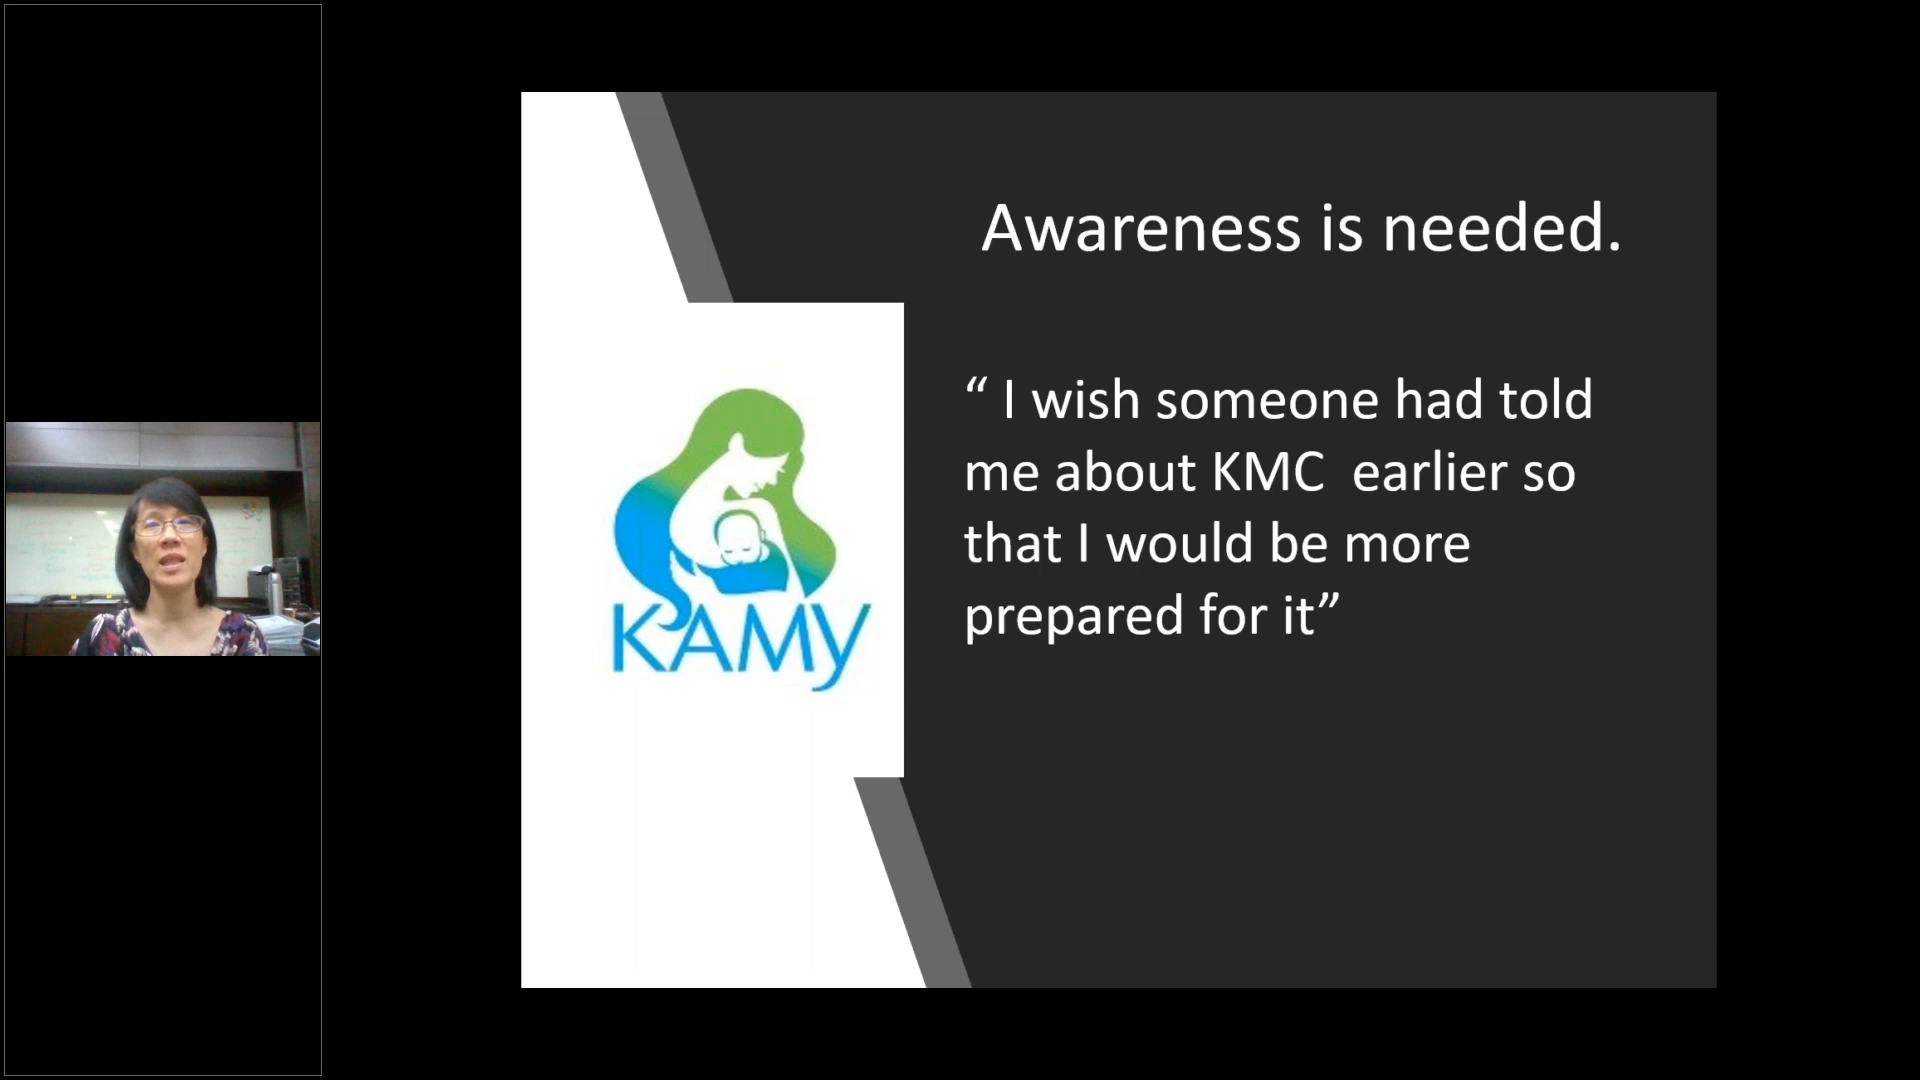 Awareness is needed.
“ I wish someone had told
me about KMC  earlier so
that I would be more
prepared for it”
KAMY